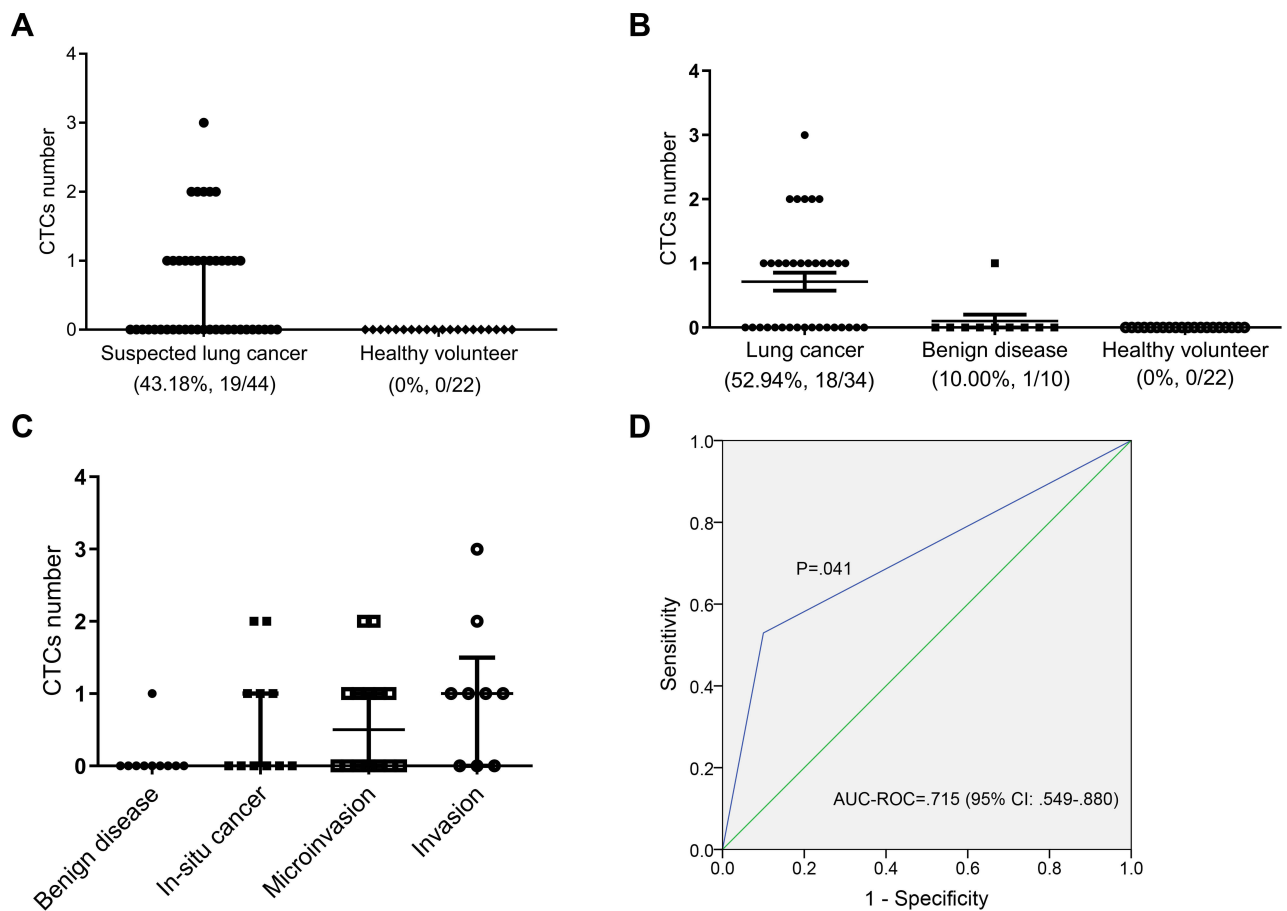 A
4
3
2
1
0
CTCs number
Suspected lung cancer
(43.18%, 19/44)
Healthy volunteer
(0%, 0/22)
B
4
3
2
1
0
CTCs number
Lung cancer
(52.94%, 18/34)
Benign disease
(10.00%, 1/10)
Healthy volunteer
(0%, 0/22)
C
4
3
2
1
0
CTCs number
Benign disease
In-situ cancer
Microinvasion
Invasion
D
1.0
0.8
0.6
0.4
0.2
0.0
Sensitivity
P=.041
AUC-ROC=.715 (95% CI: .549-.880)
0.0 0.2 0.4 0.6 0.8 1.0
1 - Specificity